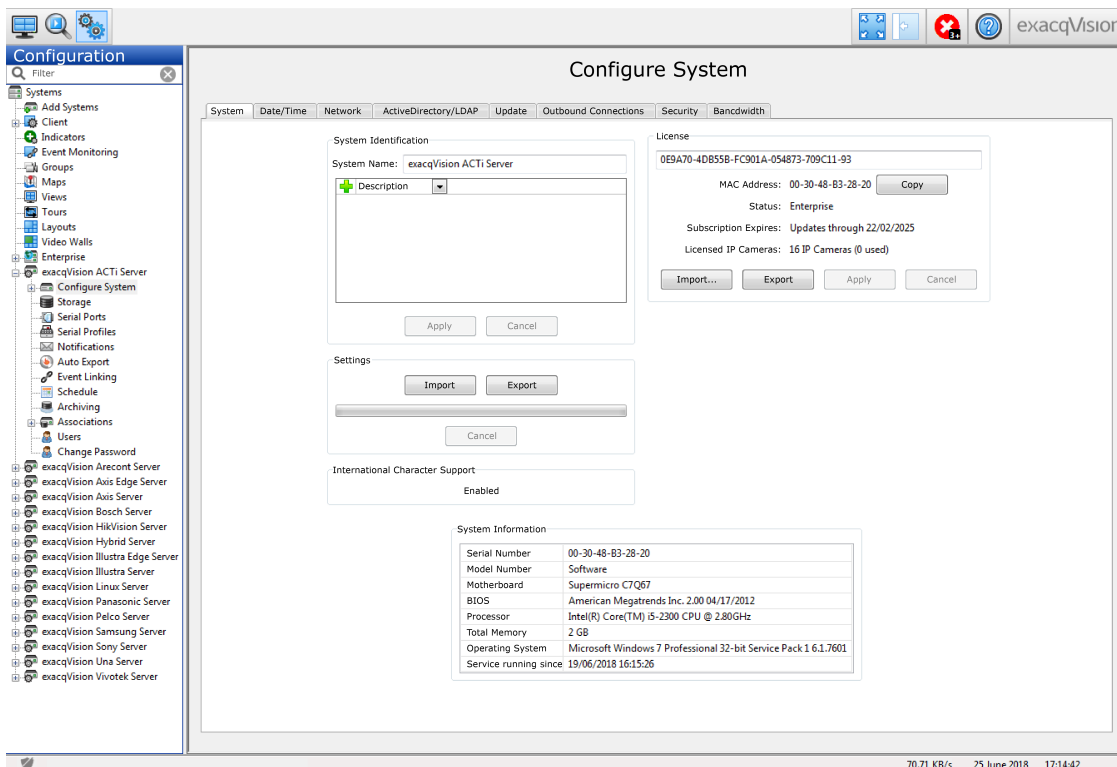 3+
exacqVision
Configuration
Filter
Systems
Add Systems
Client
Indicators
Event Monitoring
Groups
Maps
Views
Tours
Layouts
Video Walls
Enterprise
exacqVision ACTi Server
Configure System
Storage
Serial Ports
Serial Profiles
Notifications
Auto Export
Event Linking
Schedule
Archiving
Associations
Users
Change Password
exacqVision Arecont Server
exacqVision Axis Edge Server
exacqVision Axis Server
exacqVision Bosch Server
exacqVision HikVision Server
exacqVision Hybrid Server
exacqVision Illustra Edge Server
exacqVision Illustra Server
exacqVision Linux Server
exacqVision Panasonic Server
exacqVision Pelco Server
exacqVision Samsung Server
exacqVision Sony Server
exacqVision Una Server
exacqVision Vivotek Server
Configure System
System Date/Time Network ActiveDirectory/LDAP Update Outbound Connections Security Bancdwidth
System Identification
System Name: exacqVision ACTi Server
Description
Apply Cancel
Settings
Import Export
Cancel
International Character Support
Enabled
License
0E9A70-4DB55B-FC901A-054873-709C11-93
MAC Address: 00-30-48-B3-28-20 Copy
Status: Enterprise
Subscription Expires: Updates through 22/02/2025
Licensed IP Cameras: 16 IP Cameras (0 used)
Import... Export Apply Cancel
System Information
Serial Number 00-30-48-B3-28-20
Model Number Software
Motherboard Supermicro C7Q67
BIOS American Megatrends Inc. 2.00 04/17/2012
Processor Intel(R) Core(TM) i5-2300 CPU @ 2.80GHz
Total Memory 2 GB
Operating System Microsoft Windows 7 Professional 32-bit Service Pack 1 6.1.7601
Service running since 19/06/2018 16:15:26
70.71 KB/s 25 June 2018 17:14:42